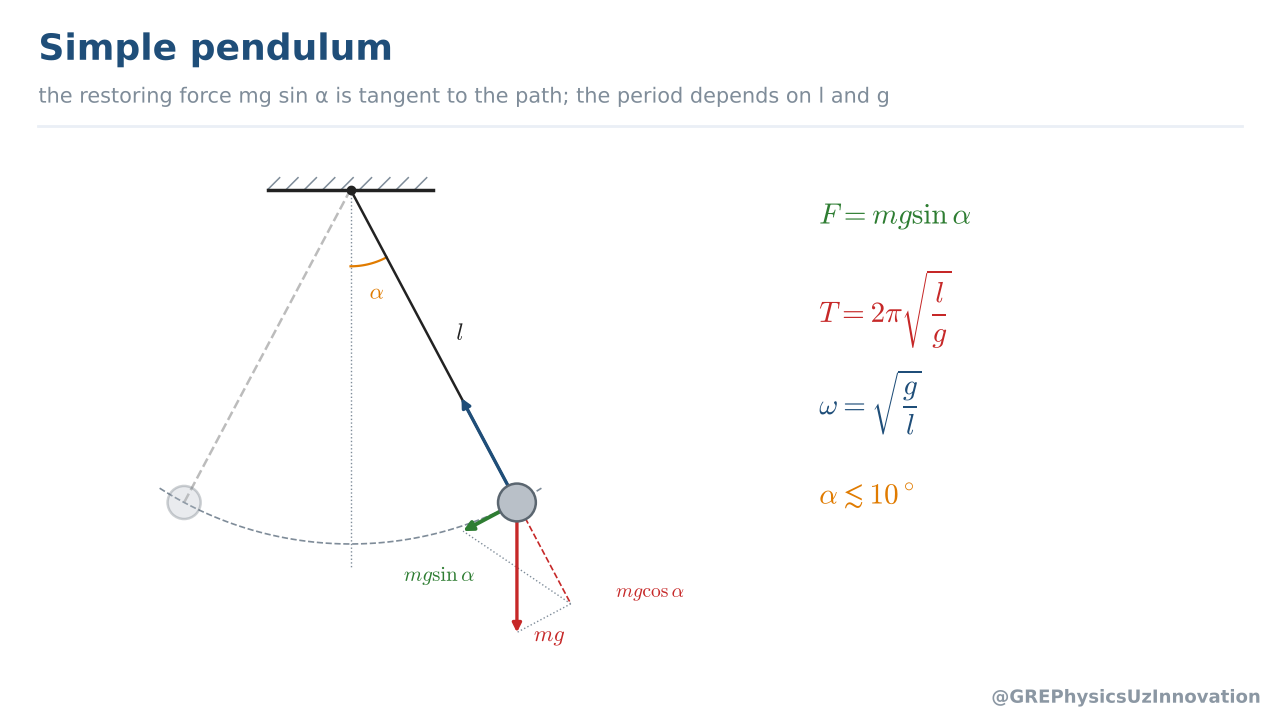 Simple pendulum
the restoring force mg sin α is tangent to the path; the period depends on l and g
α
l
mg sin α
mg cos α
mg
F = mg sin α
T = 2π√(l/g)
ω = √(g/l)
α ≲ 10°
@GREPhysicsUzInnovation